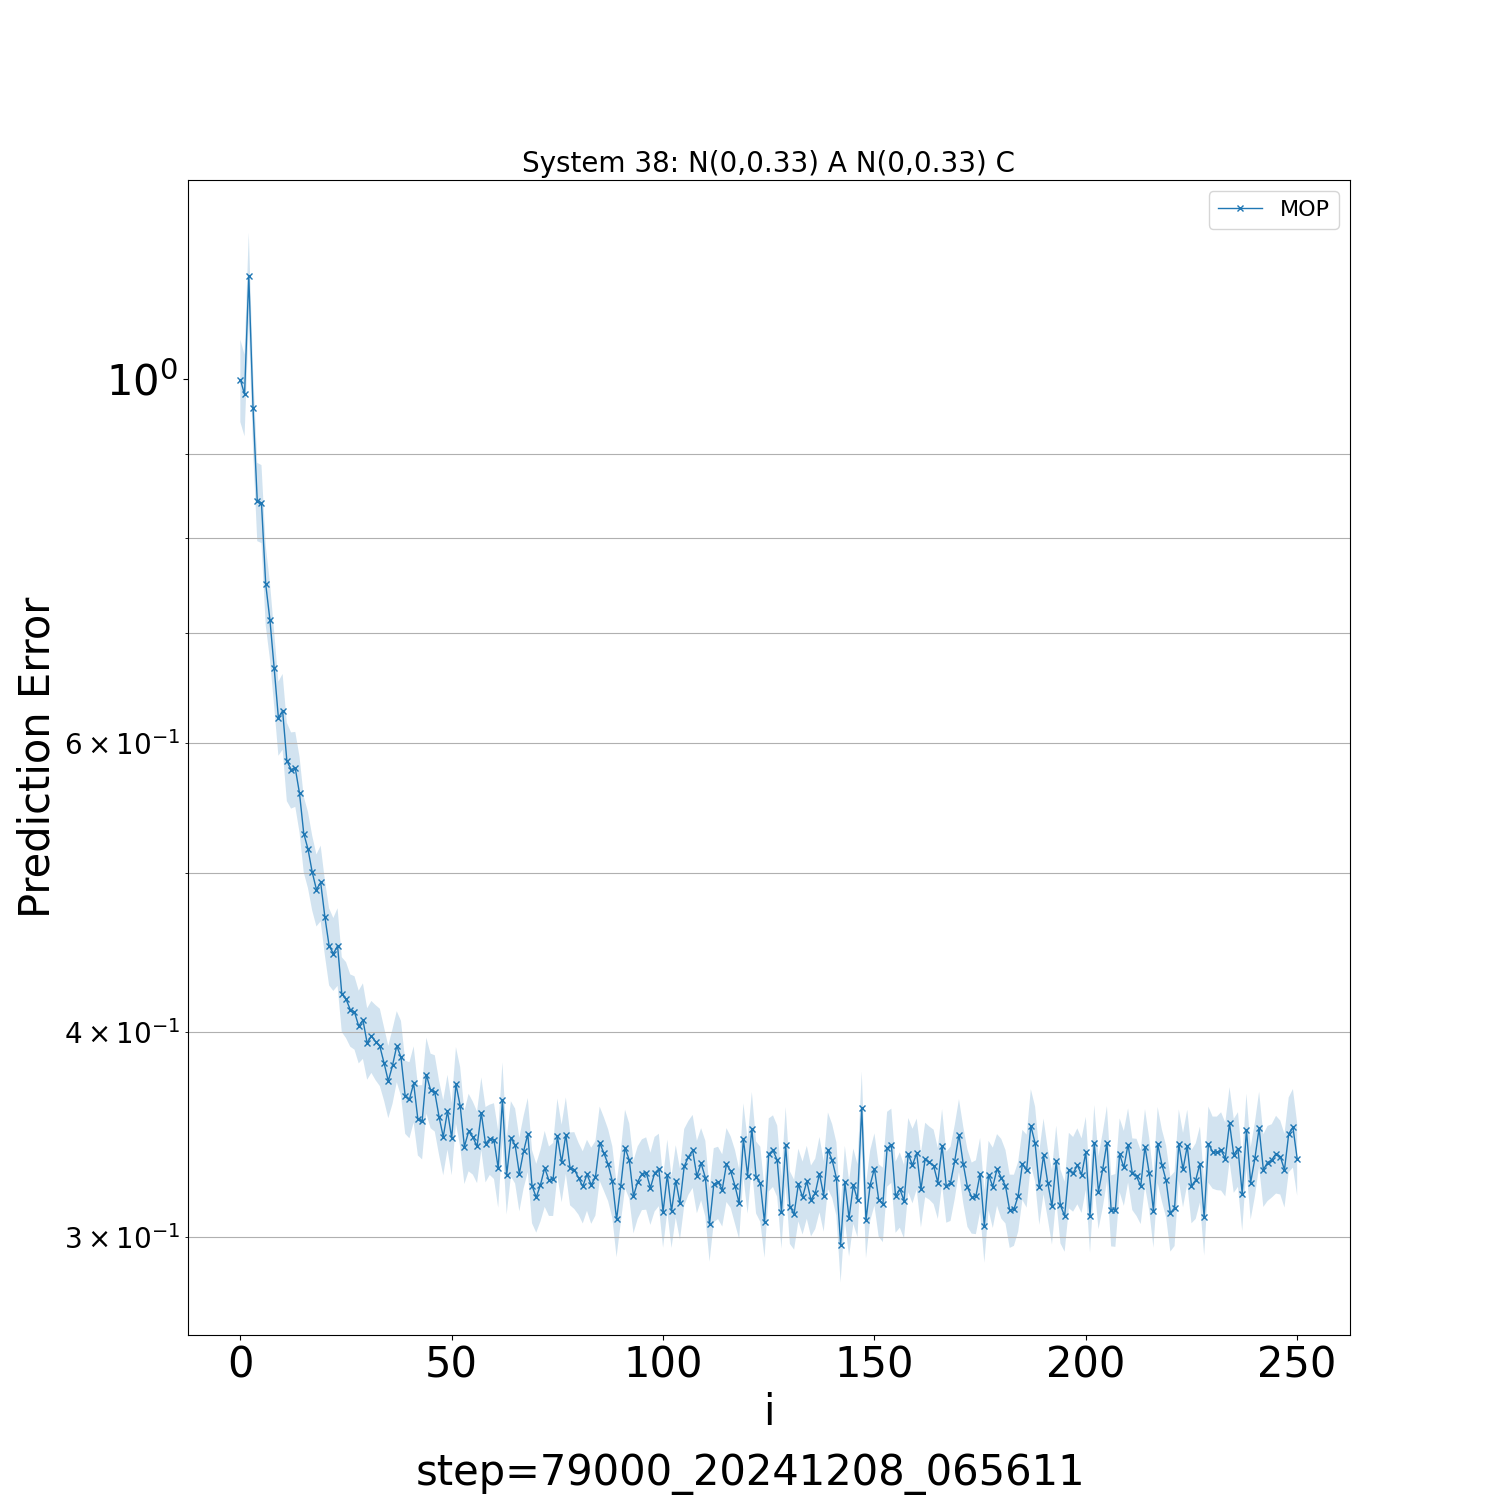 System 38: N(0,0.33) A N(0,0.33) C
MOP
10⁰
6 × 10⁻¹
4 × 10⁻¹
3 × 10⁻¹
Prediction Error
0 50 100 150 200 250
i
step=79000_20241208_065611